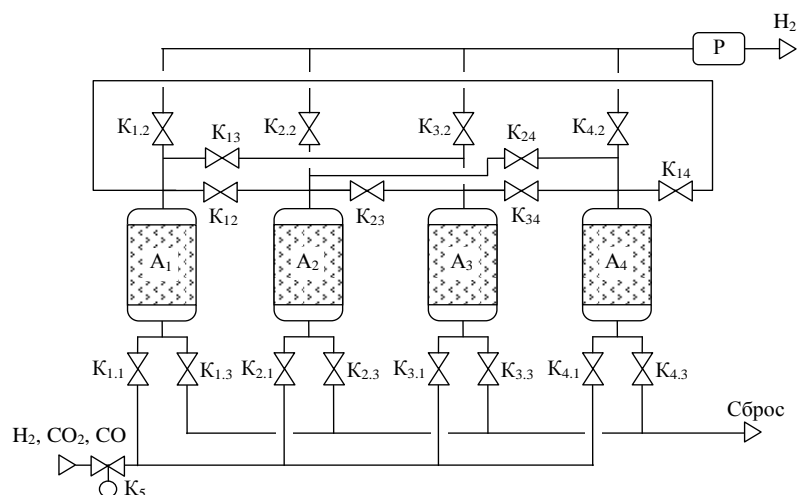 H₂
P
K₁.₂
K₁₃
K₂.₂
K₃.₂
K₂₄
K₄.₂
K₁₄
K₁₂
K₂₃
K₃₄
A₁
A₂
A₃
A₄
K₁.₁
K₁.₃
K₂.₁
K₂.₃
K₃.₁
K₃.₃
K₄.₁
K₄.₃
Сброс
H₂, CO₂, CO
K₅